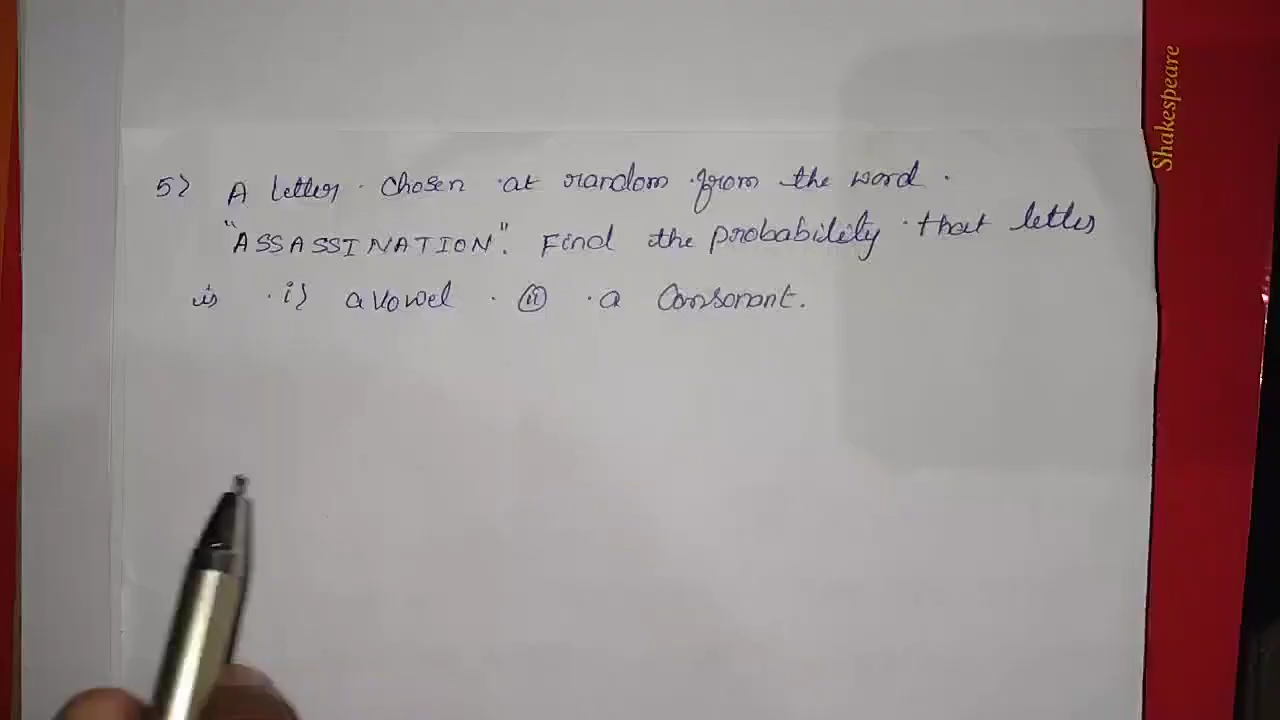 5) A letter chosen at random from the word.
"ASSASSINATION". Find the probability that letter
is i) a vowel (ii) a Consonant.
Shakespeare